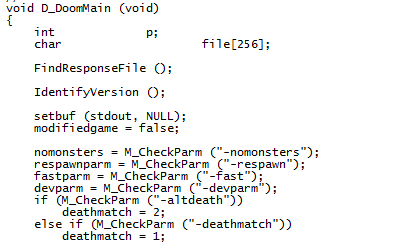 void D_DoomMain (void)
{
    int             p;
    char                    file[256];

    FindResponseFile ();

    IdentifyVersion ();

    setbuf (stdout, NULL);
    modifiedgame = false;

    nomonsters = M_CheckParm ("-nomonsters");
    respawnparm = M_CheckParm ("-respawn");
    fastparm = M_CheckParm ("-fast");
    devparm = M_CheckParm ("-devparm");
    if (M_CheckParm ("-altdeath"))
        deathmatch = 2;
    else if (M_CheckParm ("-deathmatch"))
        deathmatch = 1;